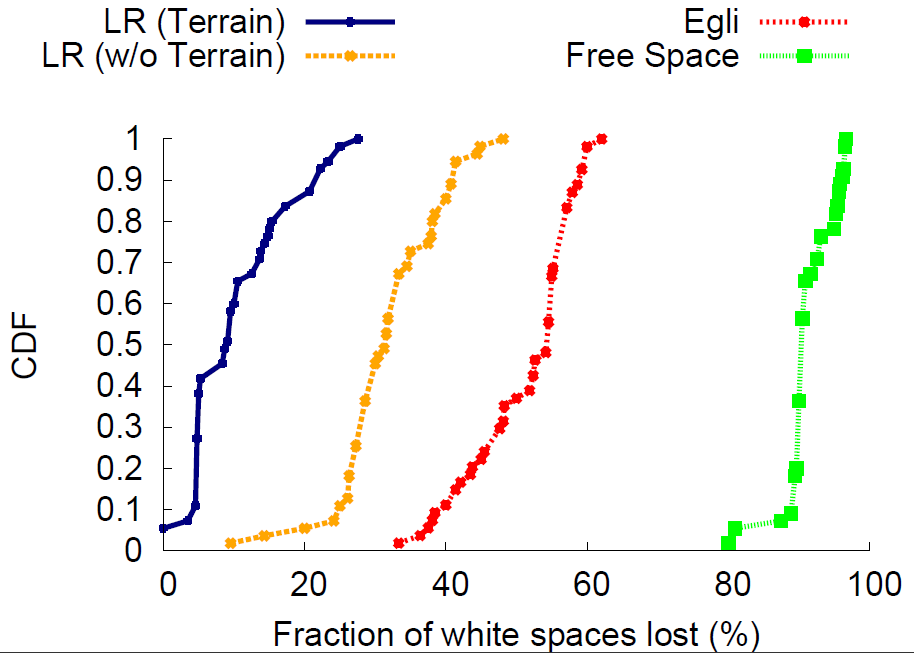 LR (Terrain)
LR (w/o Terrain)
Egli
Free Space
1
0.9
0.8
0.7
0.6
0.5
0.4
0.3
0.2
0.1
0
CDF
0 20 40 60 80 100
Fraction of white spaces lost (%)